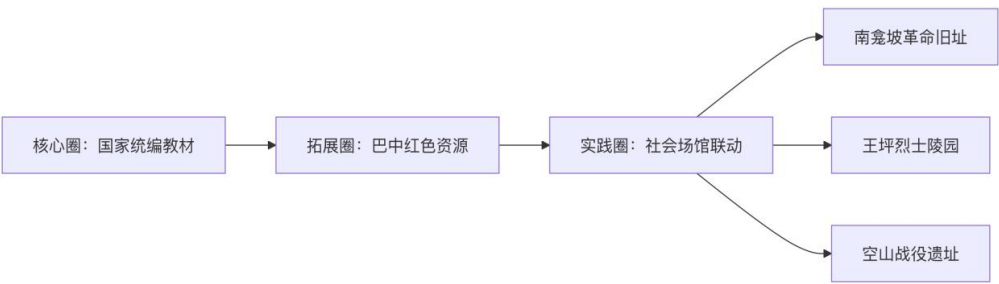 核心圈：国家统编教材
拓展圈：巴中红色资源
实践圈：社会场馆联动
南龛坡革命旧址
王坪烈士陵园
空山战役遗址